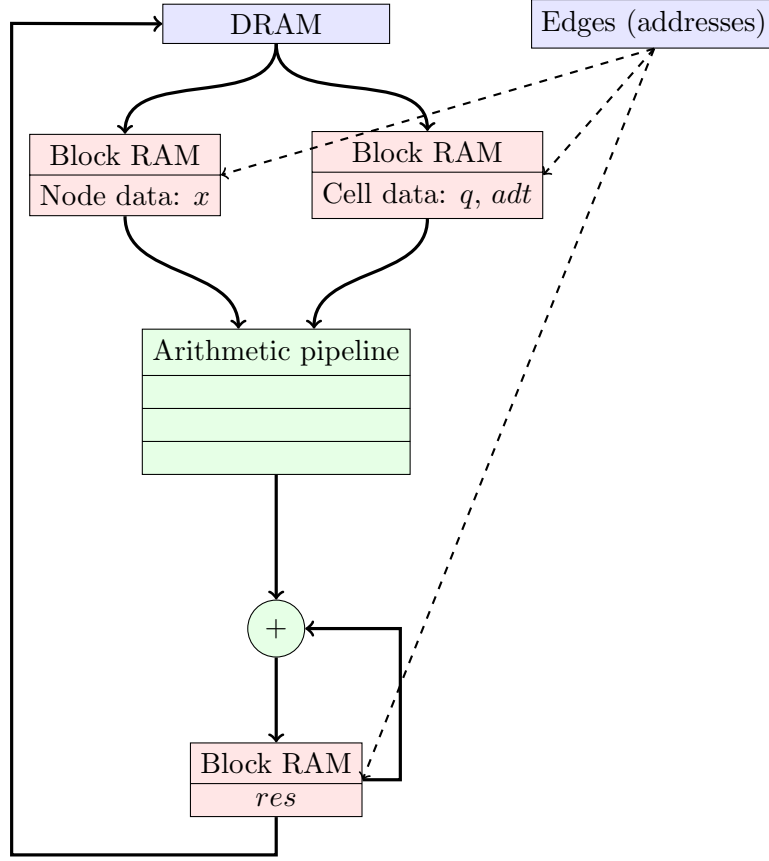 DRAM
Edges (addresses)
Block RAM
Node data: x
Block RAM
Cell data: q, adt
Arithmetic pipeline
+
Block RAM
res